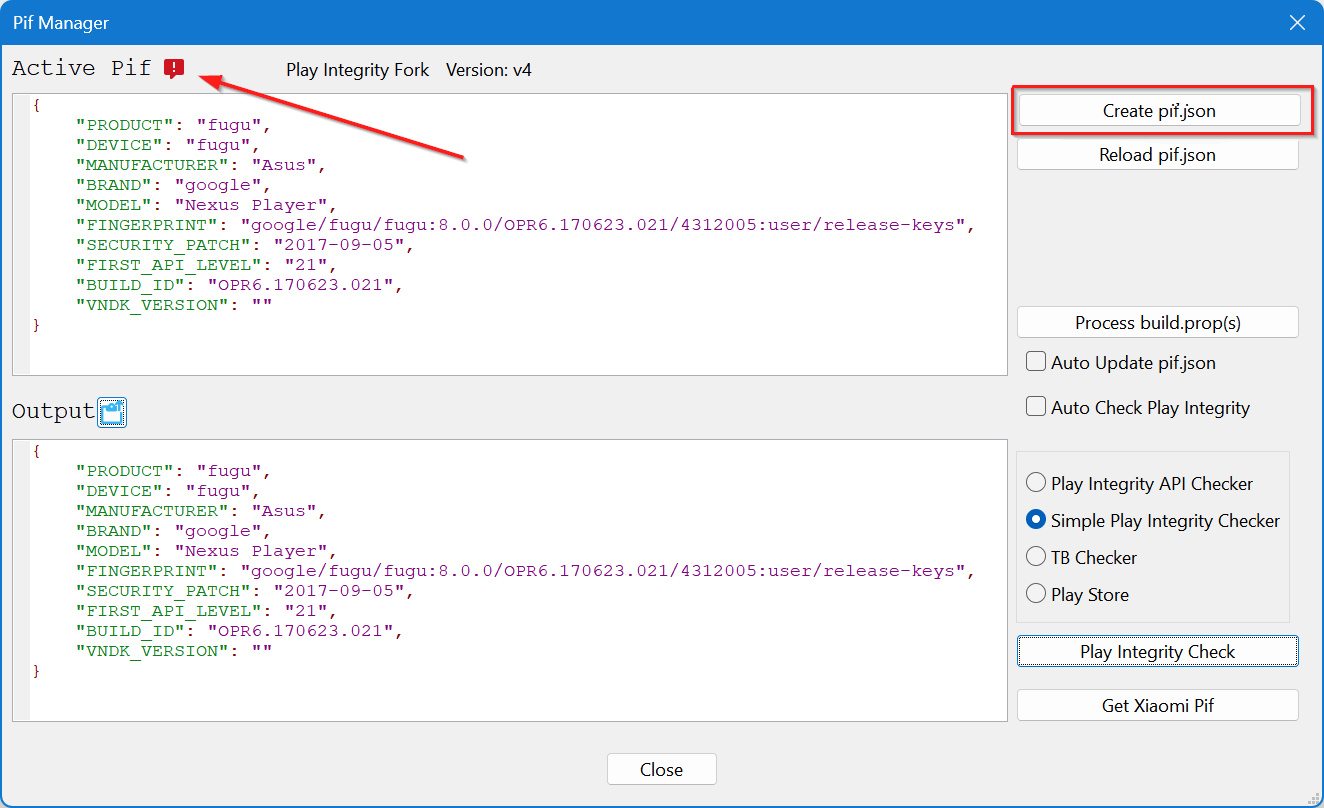 Pif Manager
Active Pif
Play Integrity Fork Version: v4
{
"PRODUCT": "fugu",
"DEVICE": "fugu",
"MANUFACTURER": "Asus",
"BRAND": "google",
"MODEL": "Nexus Player",
"FINGERPRINT": "google/fugu/fugu:8.0.0/OPR6.170623.021/4312005:user/release-keys",
"SECURITY_PATCH": "2017-09-05",
"FIRST_API_LEVEL": "21",
"BUILD_ID": "OPR6.170623.021",
"VNDK_VERSION": ""
}
Create pif.json
Reload pif.json
Process build.prop(s)
Auto Update pif.json
Auto Check Play Integrity
Output
{
"PRODUCT": "fugu",
"DEVICE": "fugu",
"MANUFACTURER": "Asus",
"BRAND": "google",
"MODEL": "Nexus Player",
"FINGERPRINT": "google/fugu/fugu:8.0.0/OPR6.170623.021/4312005:user/release-keys",
"SECURITY_PATCH": "2017-09-05",
"FIRST_API_LEVEL": "21",
"BUILD_ID": "OPR6.170623.021",
"VNDK_VERSION": ""
}
Play Integrity API Checker
Simple Play Integrity Checker
TB Checker
Play Store
Play Integrity Check
Get Xiaomi Pif
Close